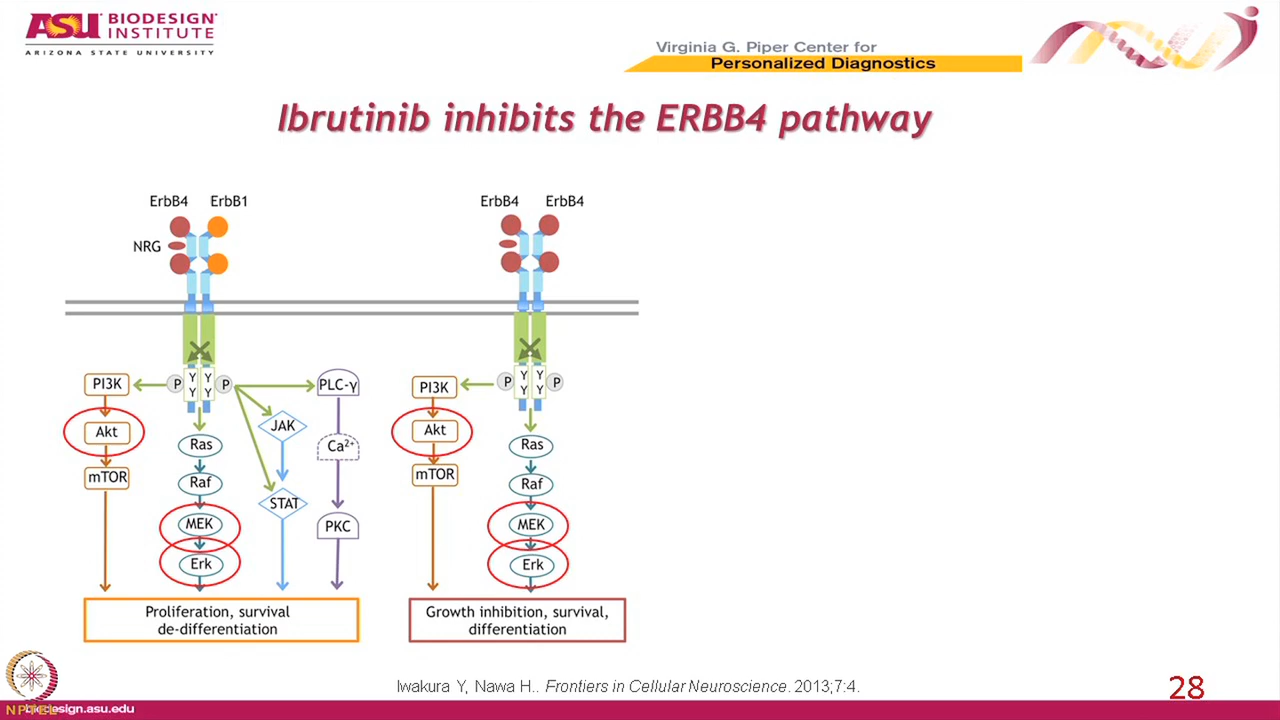 ASU BIODESIGN INSTITUTE
ARIZONA STATE UNIVERSITY
Virginia G. Piper Center for
Personalized Diagnostics
Ibrutinib inhibits the ERBB4 pathway
ErbB4 ErbB1
NRG
P Y Y P
Y Y
PI3K
Akt
mTOR
Ras
Raf
MEK
Erk
JAK
STAT
PLC-γ
Ca²⁺
PKC
Proliferation, survival
de-differentiation
ErbB4 ErbB4
P Y Y P
Y Y
PI3K
Akt
mTOR
Ras
Raf
MEK
Erk
Growth inhibition, survival,
differentiation
Iwakura Y, Nawa H.. Frontiers in Cellular Neuroscience. 2013;7:4.
28
NPTEL
biodesign.asu.edu